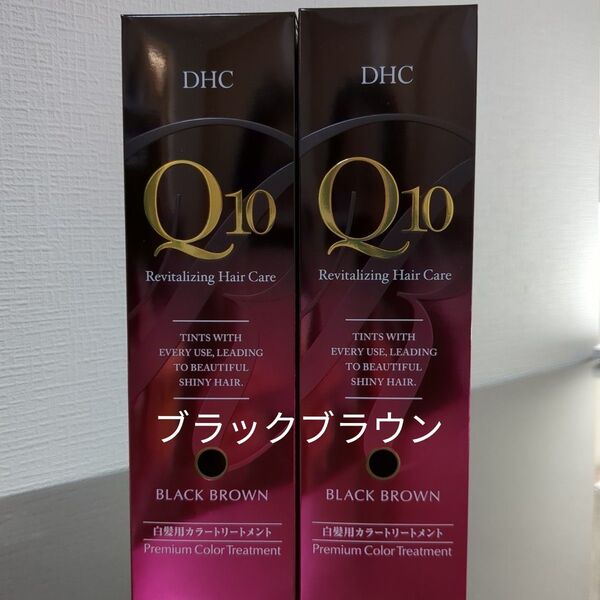 DHC
Q10
Revitalizing Hair Care
TINTS WITH
EVERY USE, LEADING
TO BEAUTIFUL
SHINY HAIR.
BLACK BROWN
白髪用カラートリートメント
Premium Color Treatment
DHC
Q10
Revitalizing Hair Care
TINTS WITH
EVERY USE, LEADING
TO BEAUTIFUL
SHINY HAIR.
BLACK BROWN
白髪用カラートリートメント
Premium Color Treatment
ブラックブラウン